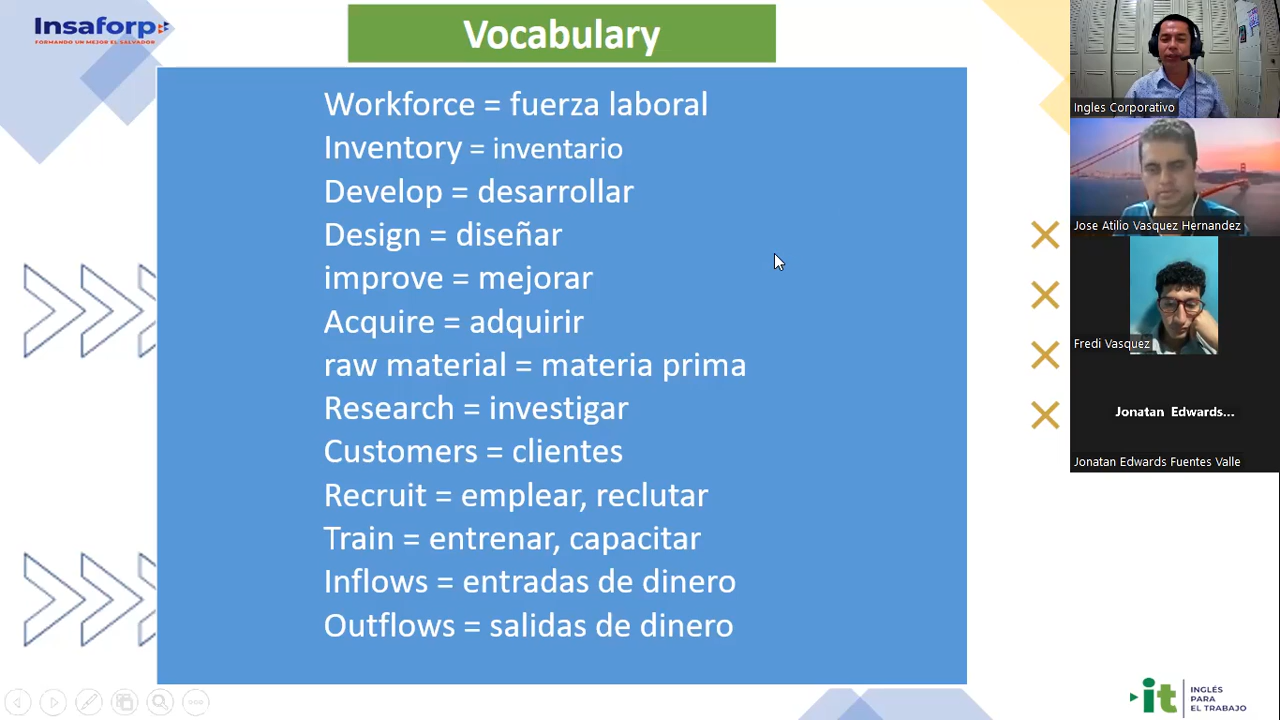 Insaforp
FORMANDO UN MEJOR EL SALVADOR
Vocabulary
Workforce = fuerza laboral
Inventory = inventario
Develop = desarrollar
Design = diseñar
improve = mejorar
Acquire = adquirir
raw material = materia prima
Research = investigar
Customers = clientes
Recruit = emplear, reclutar
Train = entrenar, capacitar
Inflows = entradas de dinero
Outflows = salidas de dinero
Ingles Corporativo
Jose Atilio Vasquez Hernandez
Fredi Vasquez
Jonatan Edwards...
Jonatan Edwards Fuentes Valle
it
INGLÉS
PARA
EL TRABAJO